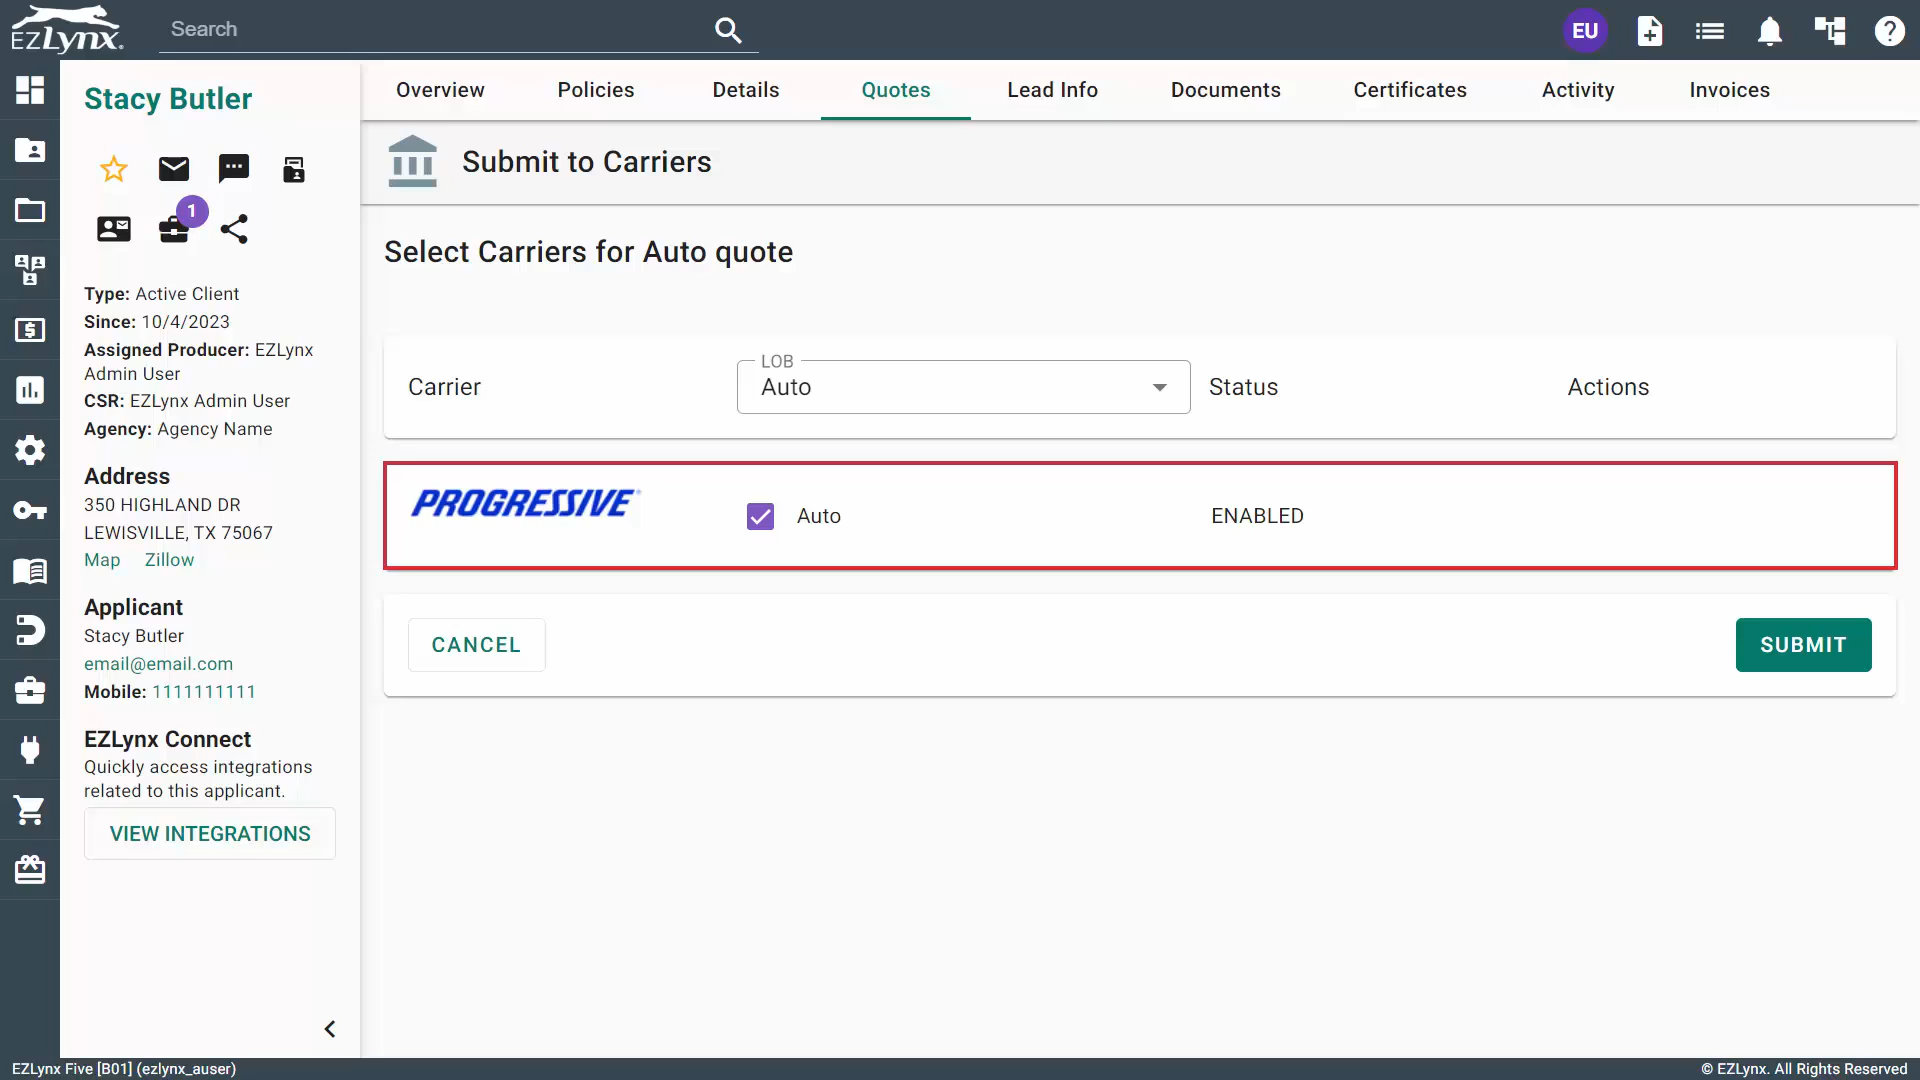 EZLynx.
Search
EU
Stacy Butler
1
Type: Active Client
Since: 10/4/2023
Assigned Producer: EZLynx
Admin User
CSR: EZLynx Admin User
Agency: Agency Name
Address
350 HIGHLAND DR
LEWISVILLE, TX 75067
Map Zillow
Applicant
Stacy Butler
email@email.com
Mobile: 1111111111
EZLynx Connect
Quickly access integrations
related to this applicant.
VIEW INTEGRATIONS
Overview Policies Details Quotes Lead Info Documents Certificates Activity Invoices
Submit to Carriers
Select Carriers for Auto quote
LOB
Carrier Auto Status Actions
PROGRESSIVE Auto ENABLED
CANCEL SUBMIT
EZLynx Five [B01] (ezlynx_auser) © EZLynx. All Rights Reserved